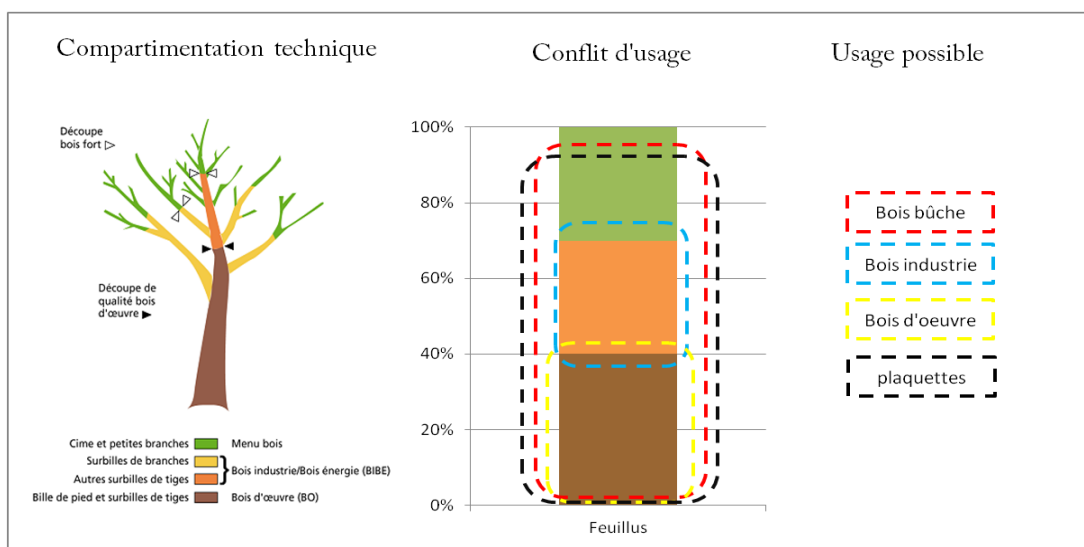 Compartimentation technique
Conflit d'usage
Usage possible
Découpe
bois fort
Découpe de
qualité bois
d'œuvre
Cime et petites branches
Menu bois
Surbilles de branches
Autres surbilles de tiges
Bois industrie/Bois énergie (BIBE)
Bille de pied et surbilles de tiges
Bois d'œuvre (BO)
100%
80%
60%
40%
20%
0%
Feuillus
Bois bûche
Bois industrie
Bois d'oeuvre
plaquettes